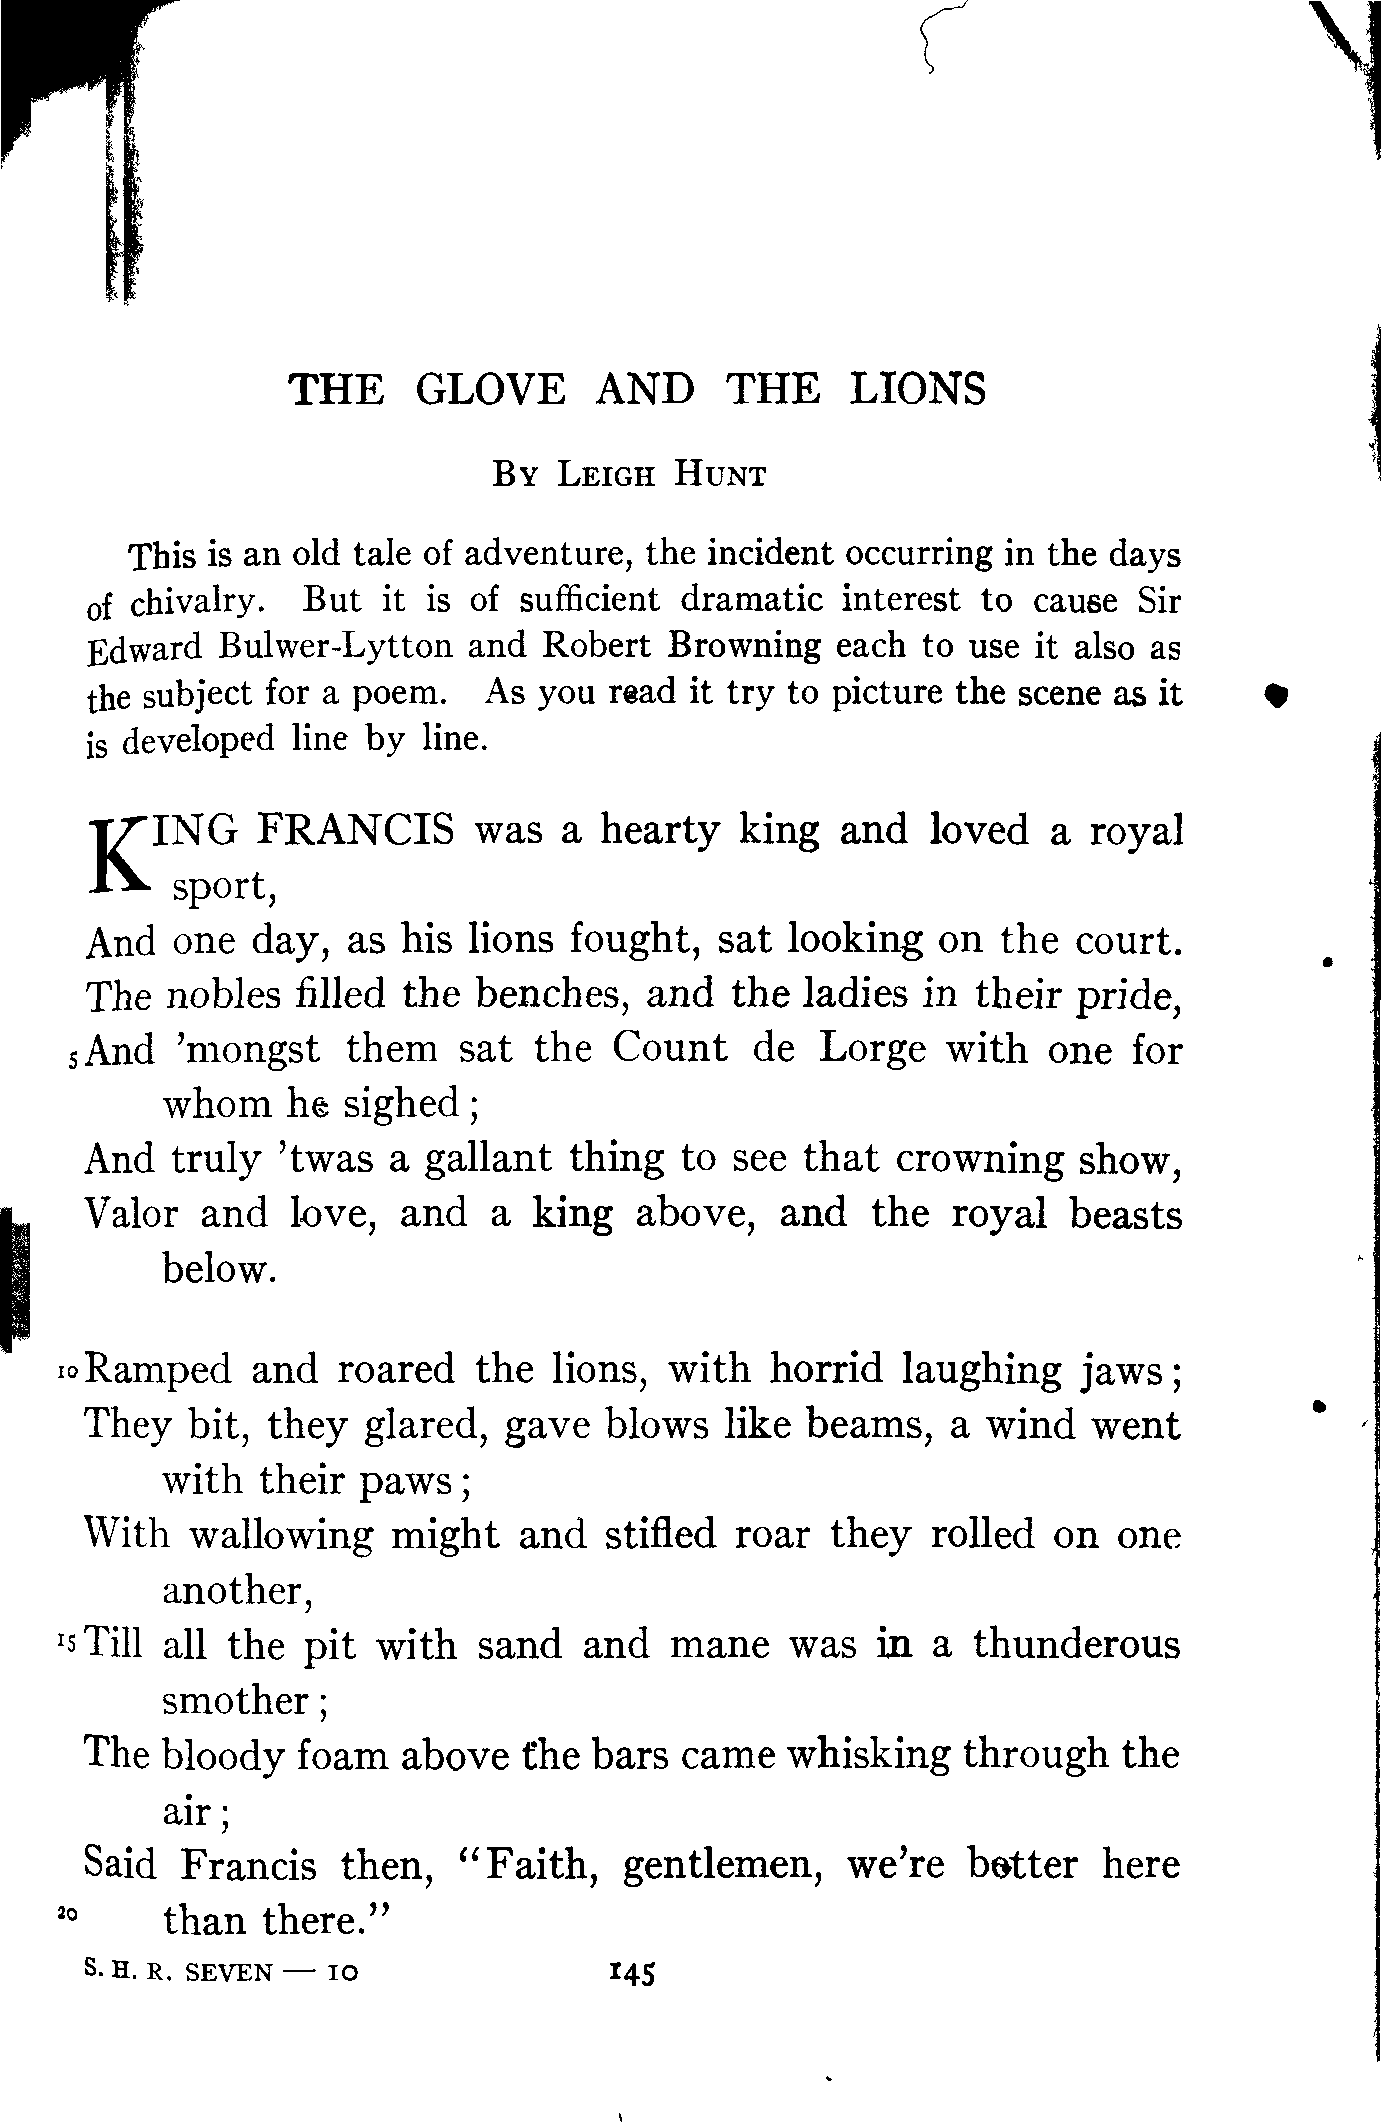 THE GLOVE AND THE LIONS
BY LEIGH HUNT
This is an old tale of adventure, the incident occurring in the days
of chivalry. But it is of sufficient dramatic interest to cause Sir
Edward Bulwer-Lytton and Robert Browning each to use it also as
the subject for a poem. As you read it try to picture the scene as it
is developed line by line.
KING FRANCIS was a hearty king and loved a royal
sport,
And one day, as his lions fought, sat looking on the court.
The nobles filled the benches, and the ladies in their pride,
5 And 'mongst them sat the Count de Lorge with one for
whom he sighed;
And truly 'twas a gallant thing to see that crowning show,
Valor and love, and a king above, and the royal beasts
below.
10 Ramped and roared the lions, with horrid laughing jaws;
They bit, they glared, gave blows like beams, a wind went
with their paws;
With wallowing might and stifled roar they rolled on one
another,
15 Till all the pit with sand and mane was in a thunderous
smother;
The bloody foam above the bars came whisking through the
air;
Said Francis then, "Faith, gentlemen, we're better here
20 than there."
S. H. R. SEVEN — 10 145